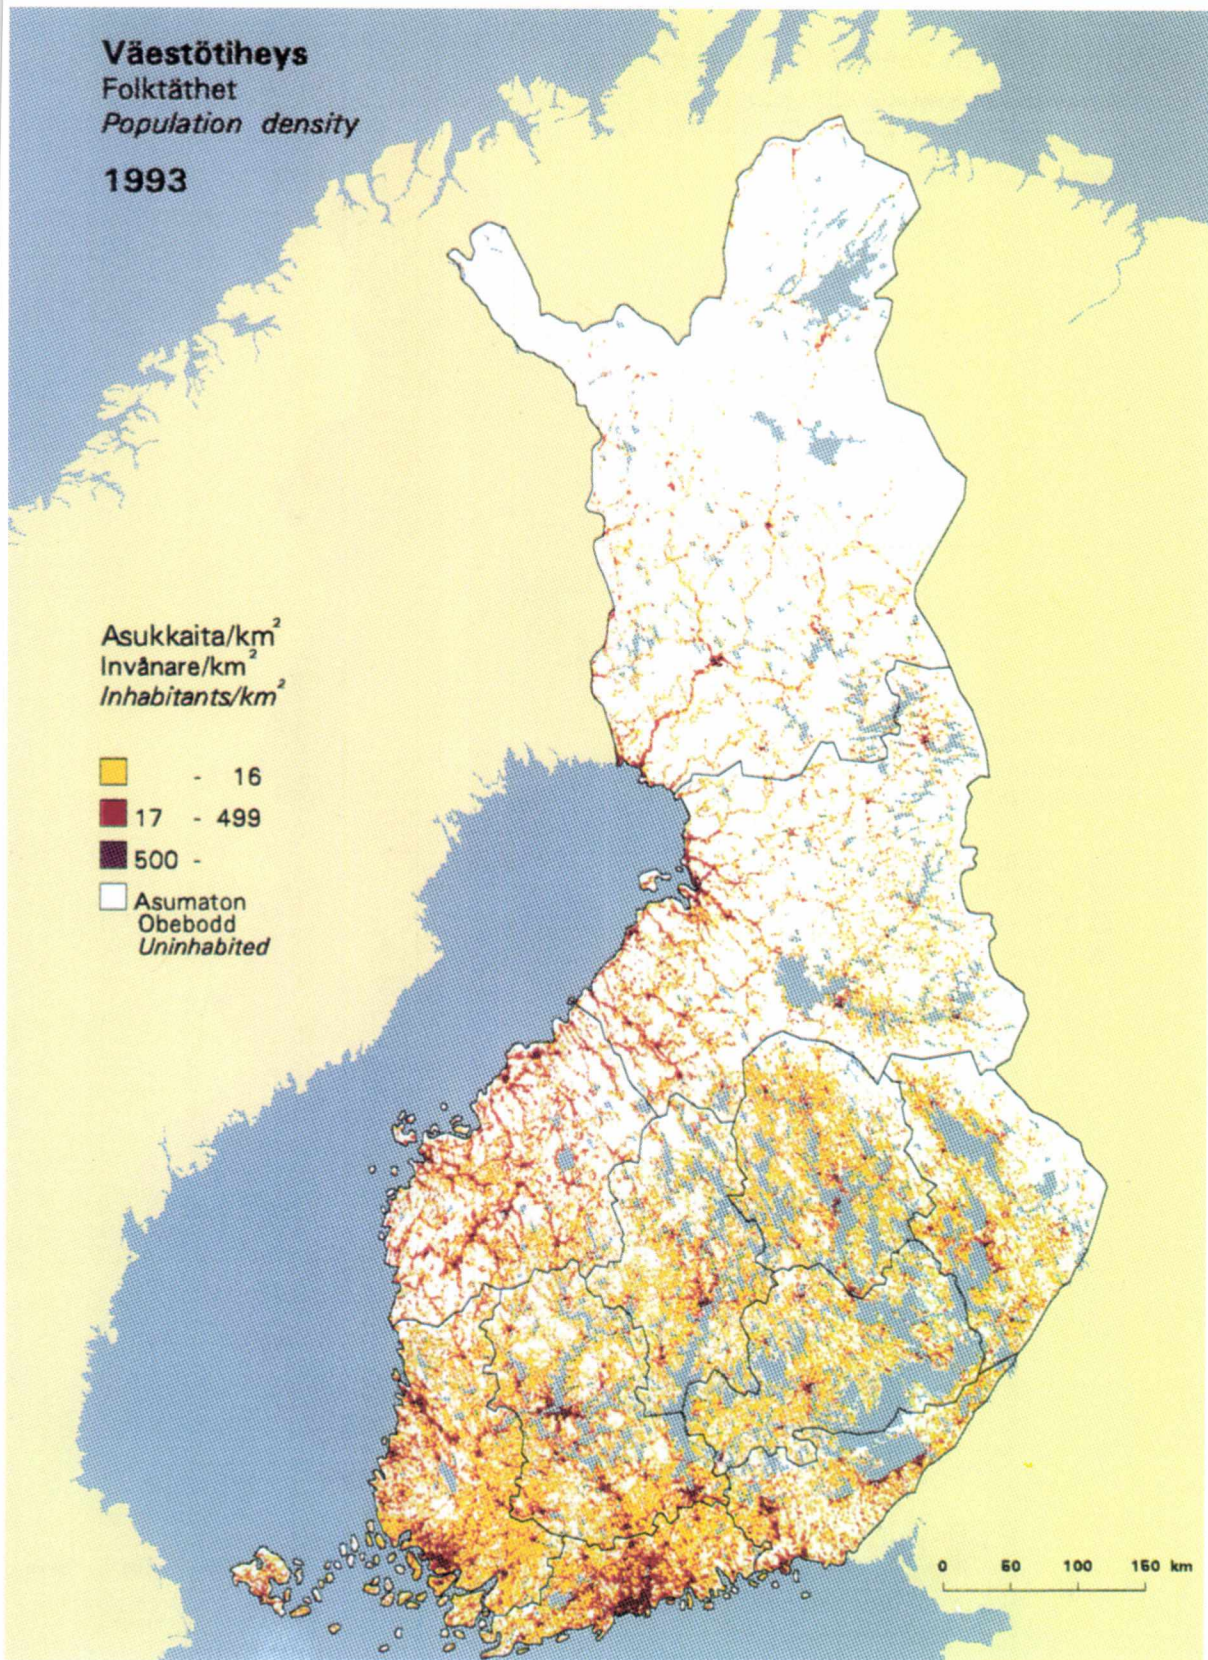 Väestötiheys
Folktäthet
Population density
1993
Asukkaita/km²
Invånare/km²
Inhabitants/km²
- 16
17 - 499
500 -
Asumaton
Obebodd
Uninhabited
0 50 100 150 km